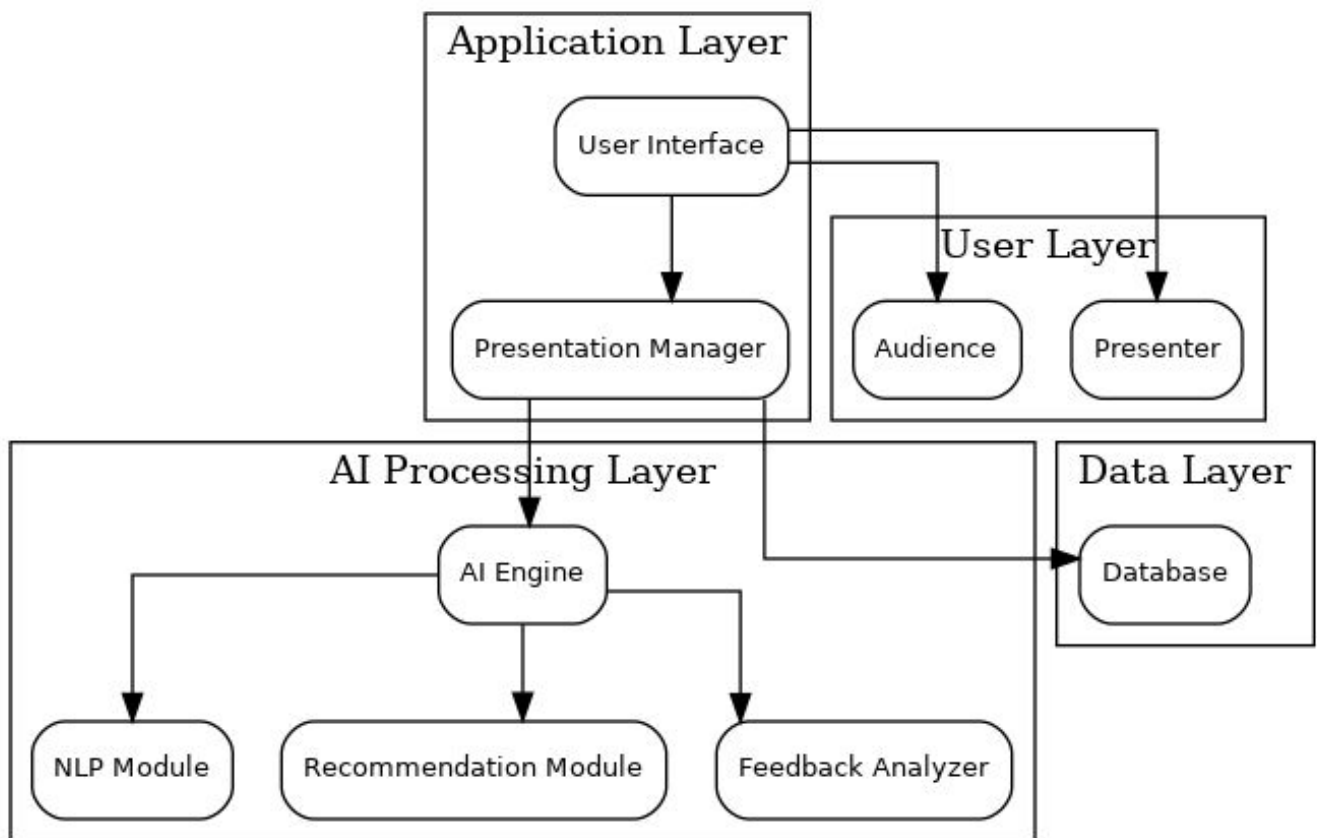 Application Layer
User Interface
User Layer
Presentation Manager
Audience
Presenter
AI Processing Layer
Data Layer
AI Engine
Database
NLP Module
Recommendation Module
Feedback Analyzer